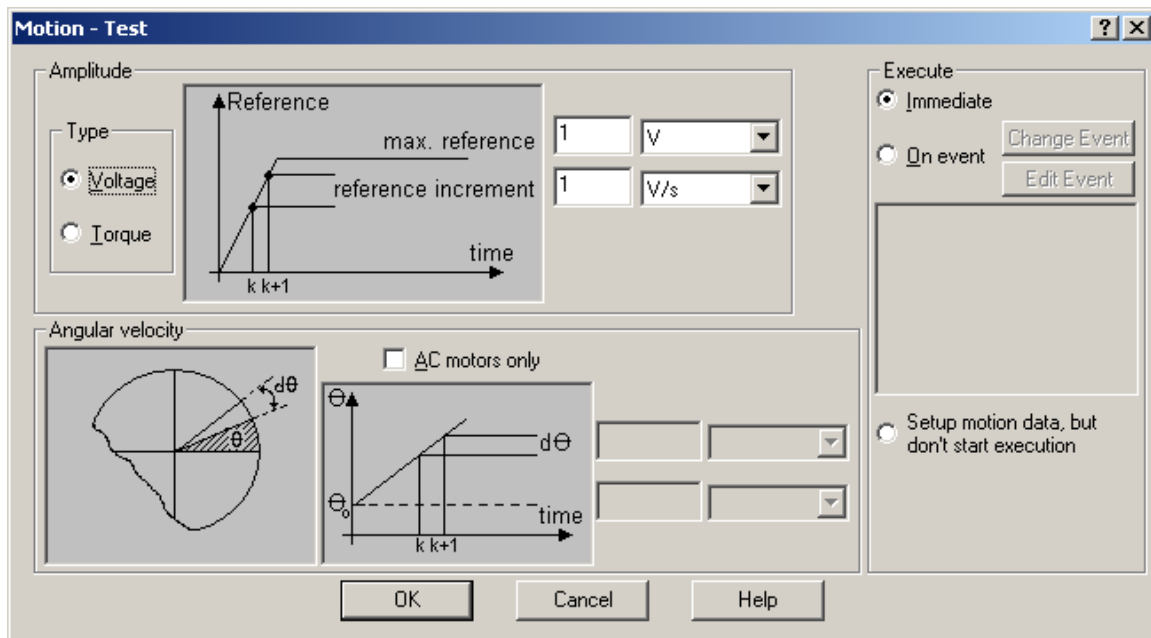 Motion - Test
Amplitude
Type
Voltage
Torque
Reference
max. reference
reference increment
time
k k+1
1
V
1
V/s
Execute
Immediate
On event
Change Event
Edit Event
Setup motion data, but
don't start execution
Angular velocity
dθ
θ
AC motors only
Θ
dΘ
Θo
time
k k+1
OK
Cancel
Help